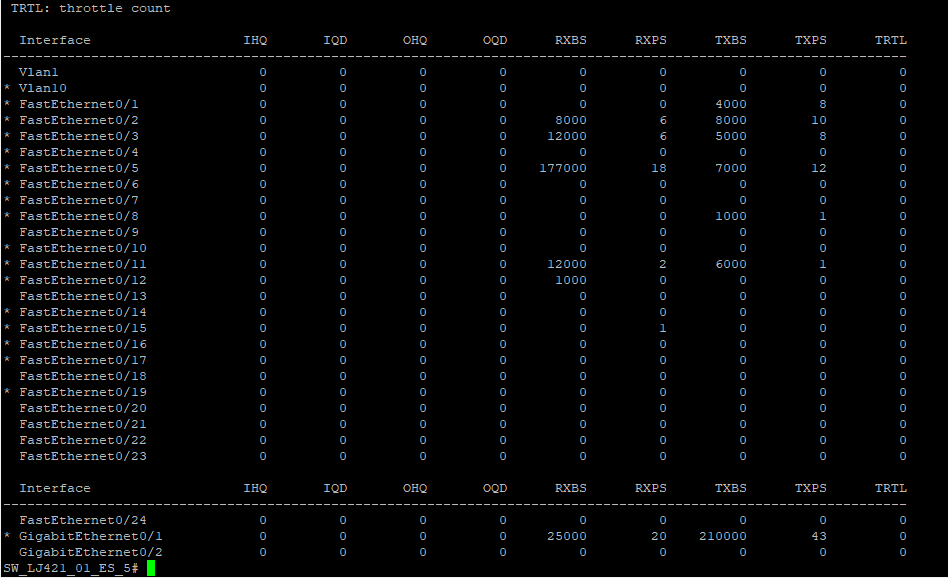 TRTL: throttle count
Interface IHQ IQD OHQ OQD RXBS RXPS TXBS TXPS TRTL
-----------------------------------------------------------------------------------------------------------------
Vlan1 0 0 0 0 0 0 0 0 0
* Vlan10 0 0 0 0 0 0 0 0 0
* FastEthernet0/1 0 0 0 0 0 0 4000 8 0
* FastEthernet0/2 0 0 0 0 8000 6 8000 10 0
* FastEthernet0/3 0 0 0 0 12000 6 5000 8 0
* FastEthernet0/4 0 0 0 0 0 0 0 0 0
* FastEthernet0/5 0 0 0 0 177000 18 7000 12 0
* FastEthernet0/6 0 0 0 0 0 0 0 0 0
* FastEthernet0/7 0 0 0 0 0 0 0 0 0
* FastEthernet0/8 0 0 0 0 0 0 1000 1 0
FastEthernet0/9 0 0 0 0 0 0 0 0 0
* FastEthernet0/10 0 0 0 0 0 0 0 0 0
* FastEthernet0/11 0 0 0 0 12000 2 6000 1 0
* FastEthernet0/12 0 0 0 0 1000 0 0 0 0
FastEthernet0/13 0 0 0 0 0 0 0 0 0
* FastEthernet0/14 0 0 0 0 0 0 0 0 0
* FastEthernet0/15 0 0 0 0 0 1 0 0 0
* FastEthernet0/16 0 0 0 0 0 0 0 0 0
* FastEthernet0/17 0 0 0 0 0 0 0 0 0
FastEthernet0/18 0 0 0 0 0 0 0 0 0
* FastEthernet0/19 0 0 0 0 0 0 0 0 0
FastEthernet0/20 0 0 0 0 0 0 0 0 0
FastEthernet0/21 0 0 0 0 0 0 0 0 0
FastEthernet0/22 0 0 0 0 0 0 0 0 0
FastEthernet0/23 0 0 0 0 0 0 0 0 0
Interface IHQ IQD OHQ OQD RXBS RXPS TXBS TXPS TRTL
-----------------------------------------------------------------------------------------------------------------
FastEthernet0/24 0 0 0 0 0 0 0 0 0
* GigabitEthernet0/1 0 0 0 0 25000 20 210000 43 0
GigabitEthernet0/2 0 0 0 0 0 0 0 0 0
SW_LJ421_01_ES_5#